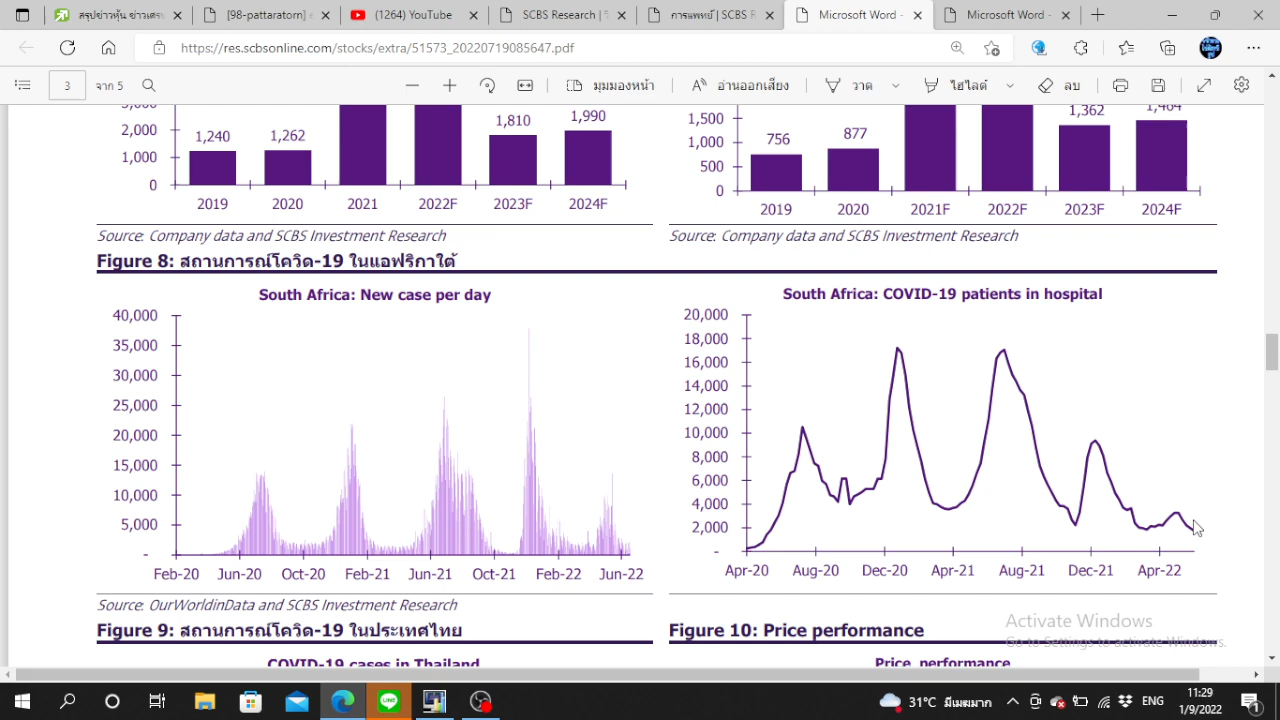 สสปาน้ำหุ้น ข่าวหุ้
(98-patararat)
(1264) YouTube
SCBS Research | ว
กระแพงที่ SCBS R
Microsoft Wor
Microsoft Word -
https://res.scbsonline.com/stocks/extra/51573_20220719085647.pdf
3 จาก 5
มุมมองหน้า
อ่านออกเสียง
วาด
ไฮไลต์
ลบ
3,000
2,000
1,000
0
1,240
1,262
1,810
1,990
2019 2020 2021 2022F 2023F 2024F
1,500
1,000
500
0
756
877
1,362
1,464
2019 2020 2021F 2022F 2023F 2024F
Source: Company data and SCBS Investment Research
Source: Company data and SCBS Investment Research
Figure 8: สถานการณ์โควิด-19 ในแอฟริกาใต้
South Africa: New case per day
40,000
35,000
30,000
25,000
20,000
15,000
10,000
5,000
-
Feb-20 Jun-20 Oct-20 Feb-21 Jun-21 Oct-21 Feb-22 Jun-22
South Africa: COVID-19 patients in hospital
20,000
18,000
16,000
14,000
12,000
10,000
8,000
6,000
4,000
2,000
-
Apr-20 Aug-20 Dec-20 Apr-21 Aug-21 Dec-21 Apr-22
Source: OurWorldinData and SCBS Investment Research
Figure 9: สถานการณ์โควิด-19 ในประเทศไทย
Figure 10: Price performance
COVID-19 cases in Thailand
Price performance
Activate Windows
Go to Settings to activate Windows.
LINE
31°C มีเมฆมาก
ENG
11:29
1/9/2022
1